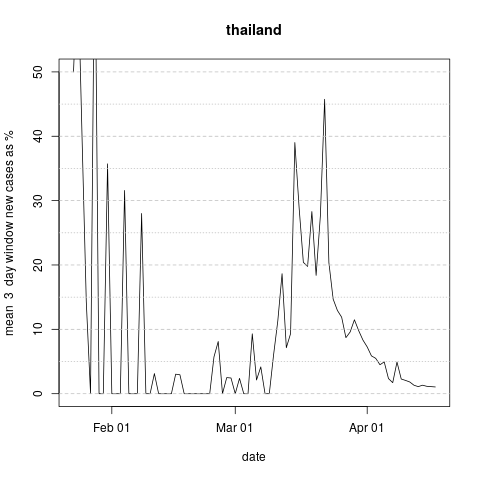 thailand
mean 3 day window new cases as %
50
40
30
20
10
0
Feb 01
Mar 01
Apr 01
date